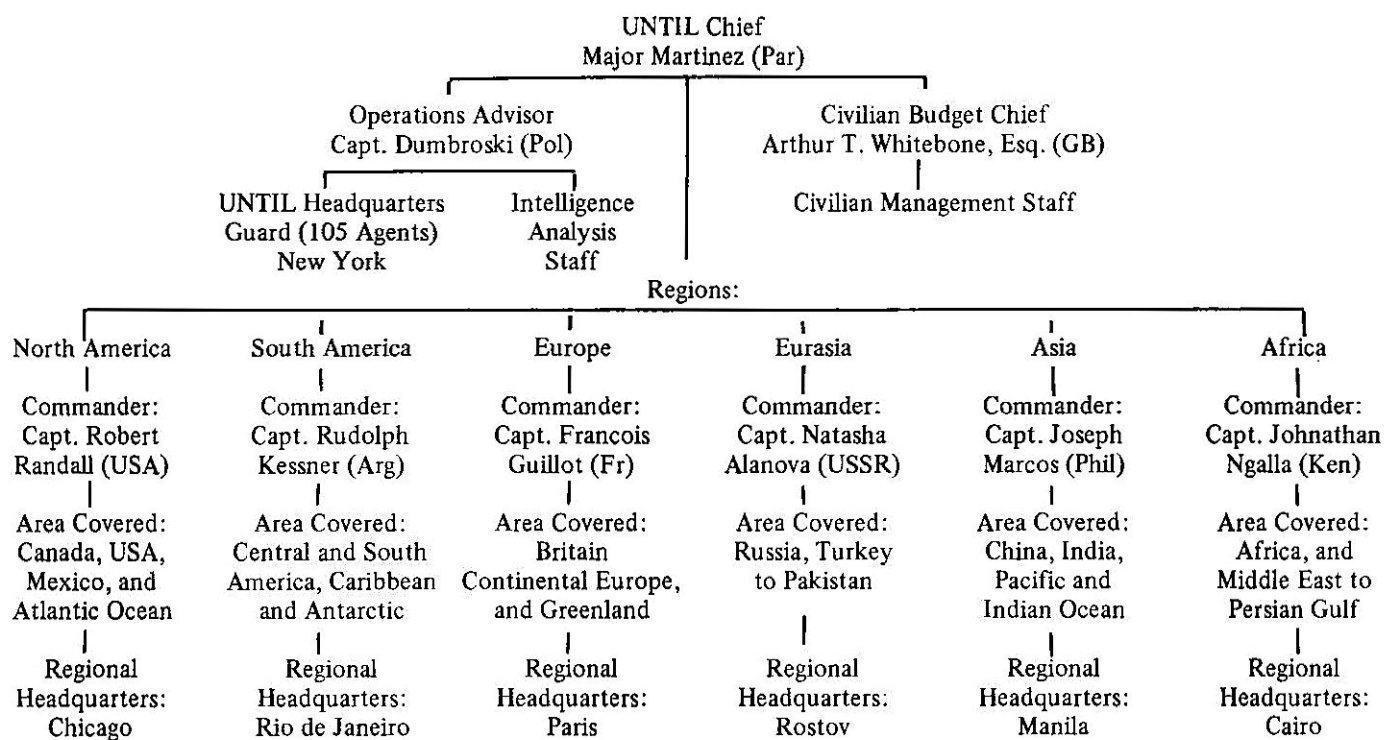 UNTIL Chief
Major Martinez (Par)
Operations Advisor
Capt. Dumbroski (Pol)
Civilian Budget Chief
Arthur T. Whitebone, Esq. (GB)
UNTIL Headquarters
Guard (105 Agents)
New York
Intelligence
Analysis
Staff
Civilian Management Staff
Regions:
North America
Commander:
Capt. Robert
Randall (USA)
Area Covered:
Canada, USA,
Mexico, and
Atlantic Ocean
Regional
Headquarters:
Chicago
South America
Commander:
Capt. Rudolph
Kessner (Arg)
Area Covered:
Central and South
America, Caribbean
and Antarctic
Regional
Headquarters:
Rio de Janeiro
Europe
Commander:
Capt. Francois
Guillot (Fr)
Area Covered:
Britain
Continental Europe,
and Greenland
Regional
Headquarters:
Paris
Eurasia
Commander:
Capt. Natasha
Alanova (USSR)
Area Covered:
Russia, Turkey
to Pakistan
Regional
Headquarters:
Rostov
Asia
Commander:
Capt. Joseph
Marcos (Phil)
Area Covered:
China, India,
Pacific and
Indian Ocean
Regional
Headquarters:
Manila
Africa
Commander:
Capt. Johnathan
Ngalla (Ken)
Area Covered:
Africa, and
Middle East to
Persian Gulf
Regional
Headquarters:
Cairo